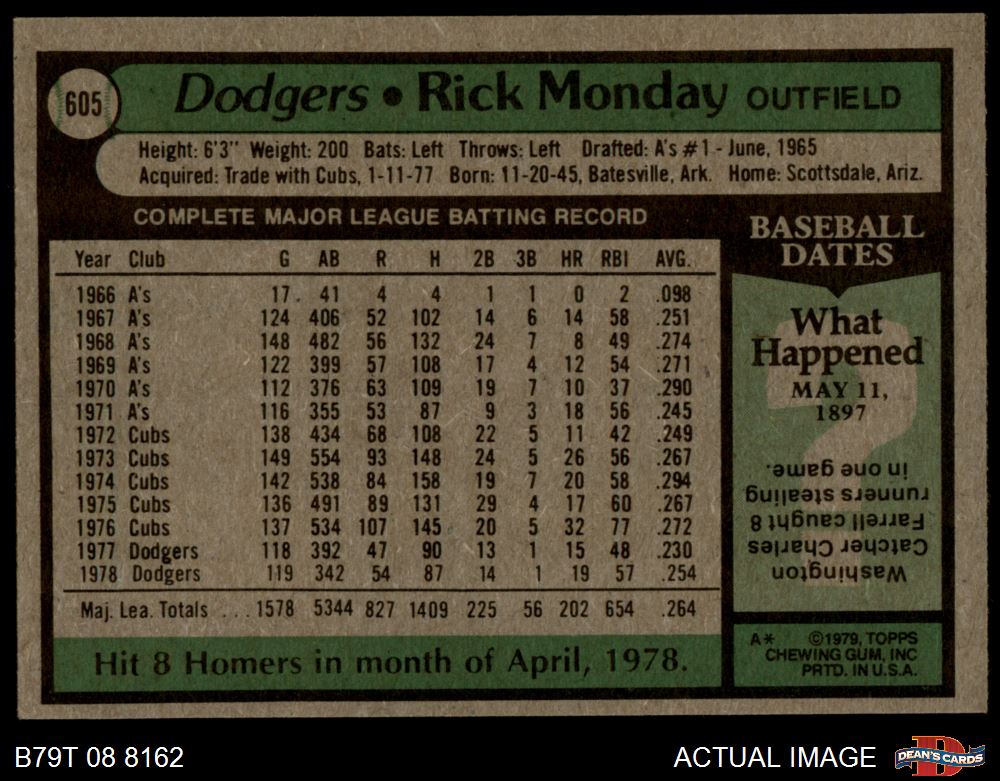 605
Dodgers • Rick Monday OUTFIELD
Height: 6'3" Weight: 200 Bats: Left Throws: Left Drafted: A's #1 - June, 1965
Acquired: Trade with Cubs, 1-11-77 Born: 11-20-45, Batesville, Ark. Home: Scottsdale, Ariz.
COMPLETE MAJOR LEAGUE BATTING RECORD
Year Club G AB R H 2B 3B HR RBI AVG.
1966 A's 17 41 4 4 1 1 0 2 .098
1967 A's 124 406 52 102 14 6 14 58 .251
1968 A's 148 482 56 132 24 7 8 49 .274
1969 A's 122 399 57 108 17 4 12 54 .271
1970 A's 112 376 63 109 19 7 10 37 .290
1971 A's 116 355 53 87 9 3 18 56 .245
1972 Cubs 138 434 68 108 22 5 11 42 .249
1973 Cubs 149 554 93 148 24 5 26 56 .267
1974 Cubs 142 538 84 158 19 7 20 58 .294
1975 Cubs 136 491 89 131 29 4 17 60 .267
1976 Cubs 137 534 107 145 20 5 32 77 .272
1977 Dodgers 118 392 47 90 13 1 15 48 .230
1978 Dodgers 119 342 54 87 14 1 19 57 .254
Maj. Lea. Totals ...1578 5344 827 1409 225 56 202 654 .264
Hit 8 Homers in month of April, 1978.
BASEBALL
DATES
What
Happened
MAY 11,
1897
Washington
Catcher Charles
Farrell caught 8
runners stealing
in one game.
A* ©1979, TOPPS
CHEWING GUM, INC
PRTD. IN U.S.A.
B79T 08 8162
ACTUAL IMAGE
D
DEAN'S CARDS